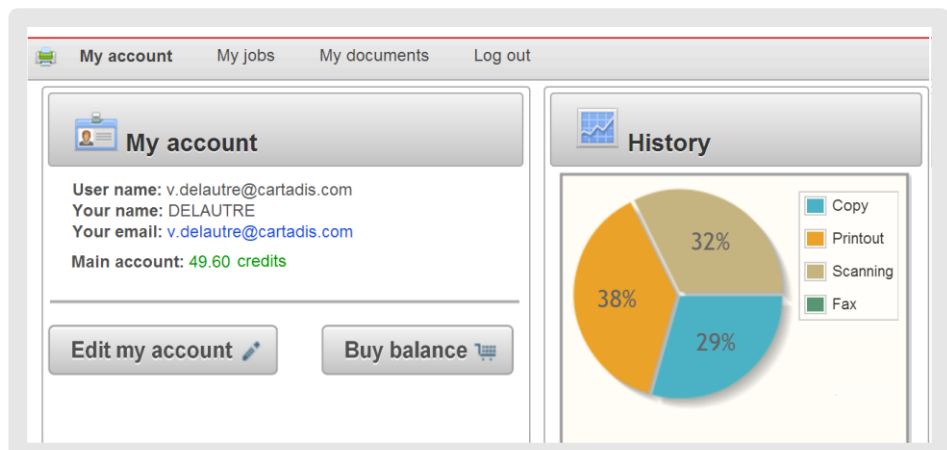 My account My jobs My documents Log out
My account
User name: v.delautre@cartadis.com
Your name: DELAUTRE
Your email: v.delautre@cartadis.com
Main account: 49.60 credits
Edit my account
Buy balance
History
32%
38%
29%
Copy
Printout
Scanning
Fax